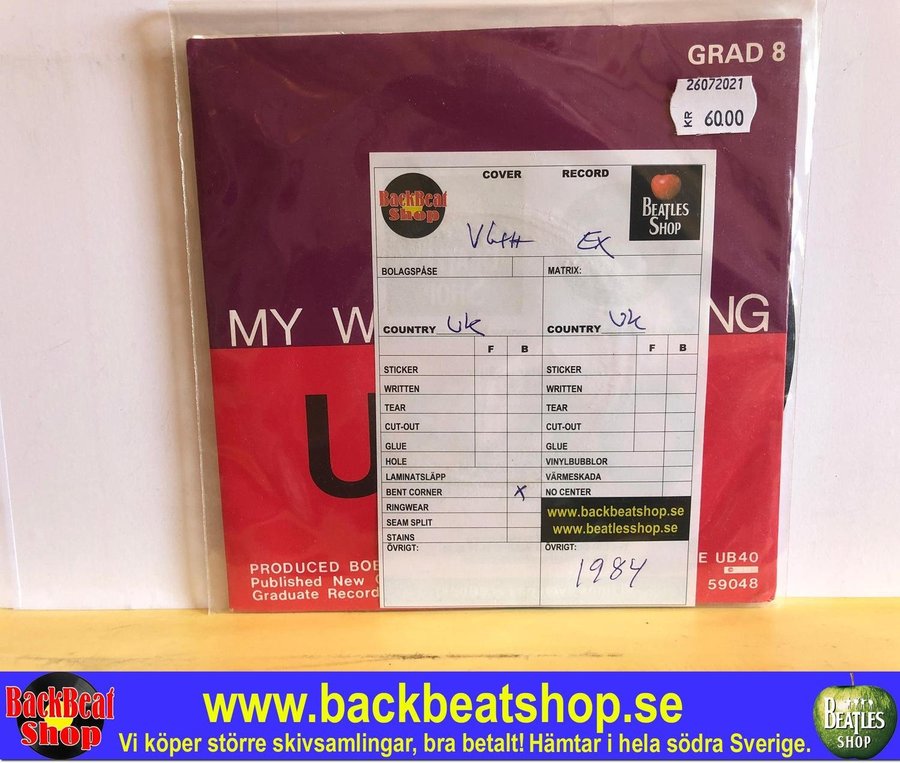 GRAD 8
26072021
KR 60.00
COVER RECORD
BackBeat
Shop
BEATLES
SHOP
VG++ EX
BOLAGSPÅSE MATRIX:
COUNTRY UK COUNTRY UK
MY W NG
F B F B
STICKER STICKER
WRITTEN WRITTEN
TEAR TEAR
CUT-OUT CUT-OUT
GLUE GLUE
HOLE VINYLBUBBLOR
LAMINATSLÄPP VÄRMESKADA
BENT CORNER X NO CENTER
RINGWEAR
SEAM SPLIT
STAINS
www.backbeatshop.se
www.beatlesshop.se
ÖVRIGT: ÖVRIGT:
1984
U
PRODUCED BOB E UB40
Published New
Graduate Record 59048
BackBeat
Shop
www.backbeatshop.se
Vi köper större skivsamlingar, bra betalt! Hämtar i hela södra Sverige.
BEATLES
SHOP